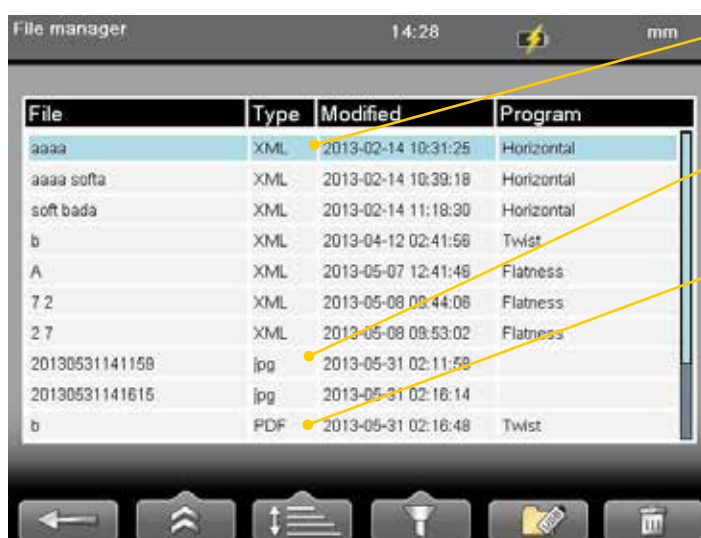 File manager 14:28 mm
File Type Modified Program
aaaa XML 2013-02-14 10:31:25 Horizontal
aaaa softa XML 2013-02-14 10:39:18 Horizontal
soft bada XML 2013-02-14 11:18:30 Horizontal
b XML 2013-04-12 02:41:56 Twist
A XML 2013-05-07 12:41:46 Flatness
7 2 XML 2013-05-08 09:44:06 Flatness
2 7 XML 2013-05-08 09:53:02 Flatness
20130531141159 jpg 2013-05-31 02:11:58
20130531141615 jpg 2013-05-31 02:16:14
b PDF 2013-05-31 02:16:48 Twist
USB